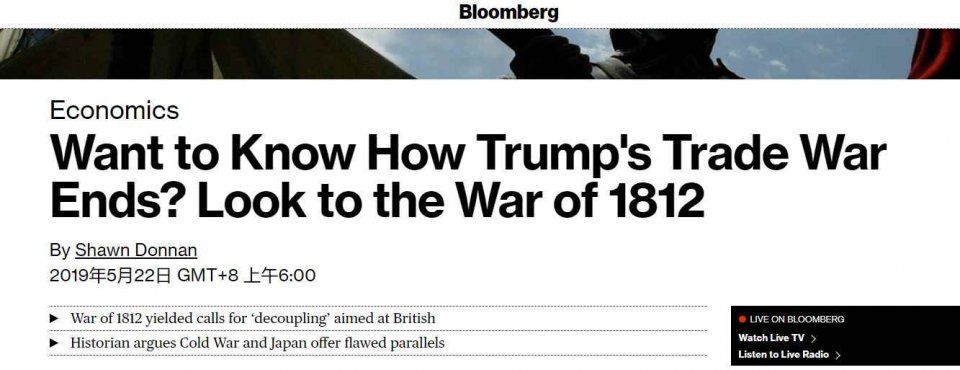 Bloomberg
Economics
Want to Know How Trump's Trade War
Ends? Look to the War of 1812
By Shawn Donnan
2019年5月22日 GMT+8 上午6:00
War of 1812 yielded calls for ‘decoupling’ aimed at British
Historian argues Cold War and Japan offer flawed parallels
LIVE ON BLOOMBERG
Watch Live TV
Listen to Live Radio